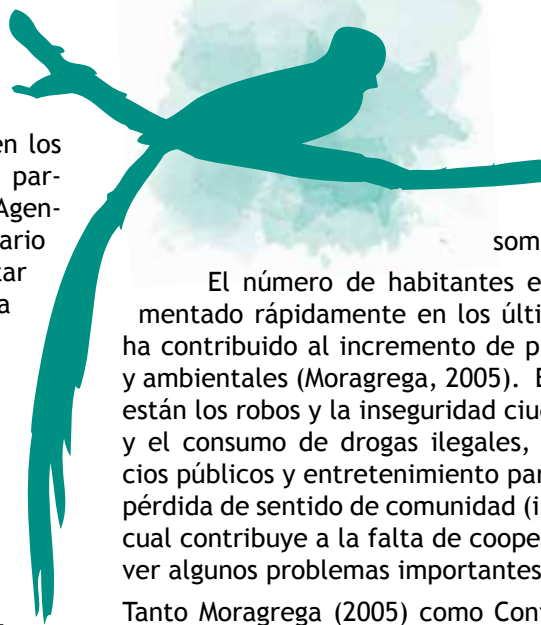 en los
par-
Agen-
ario
tar
a
som
El número de habitantes e
mentado rápidamente en los últi
ha contribuido al incremento de p
y ambientales (Moragrega, 2005). E
están los robos y la inseguridad ciu
y el consumo de drogas ilegales,
cios públicos y entretenimiento par
pérdida de sentido de comunidad (i
cual contribuye a la falta de coope
ver algunos problemas importantes
Tanto Moragrega (2005) como Con